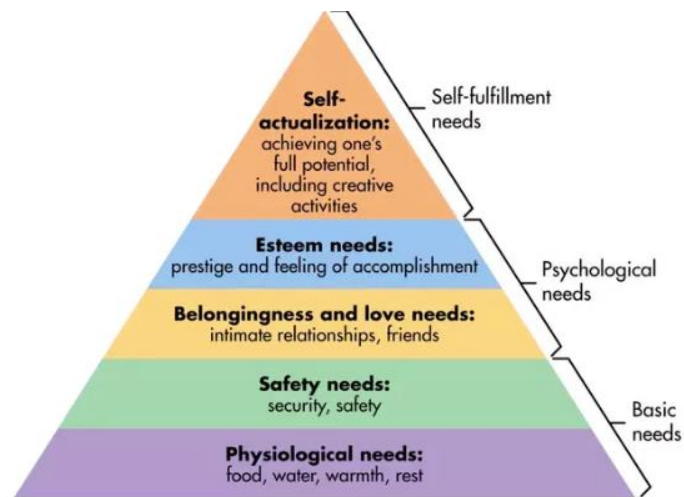 Self-
actualization:
achieving one's
full potential,
including creative
activities
Self-fulfillment
needs
Esteem needs:
prestige and feeling of accomplishment
Belongingness and love needs:
intimate relationships, friends
Psychological
needs
Safety needs:
security, safety
Physiological needs:
food, water, warmth, rest
Basic
needs